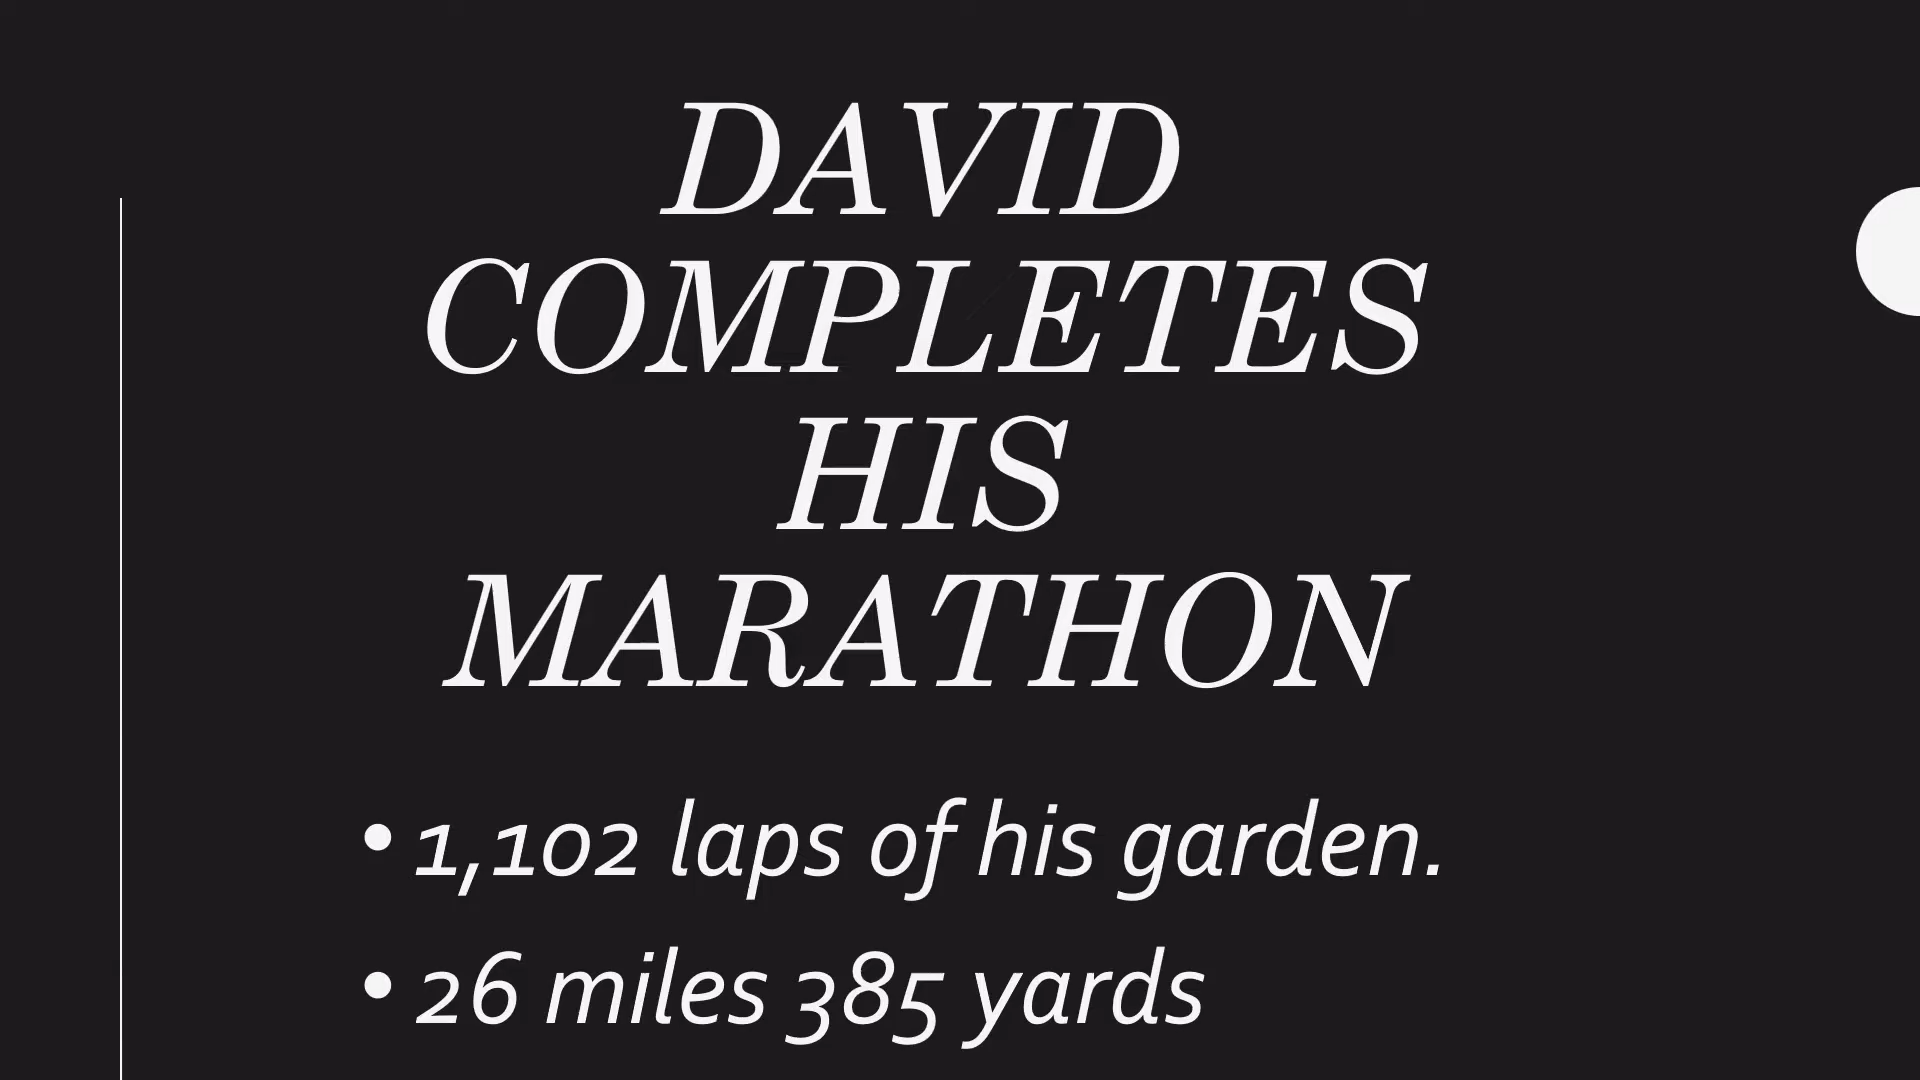 DAVID
COMPLETES
HIS
MARATHON
• 1,102 laps of his garden.
• 26 miles 385 yards